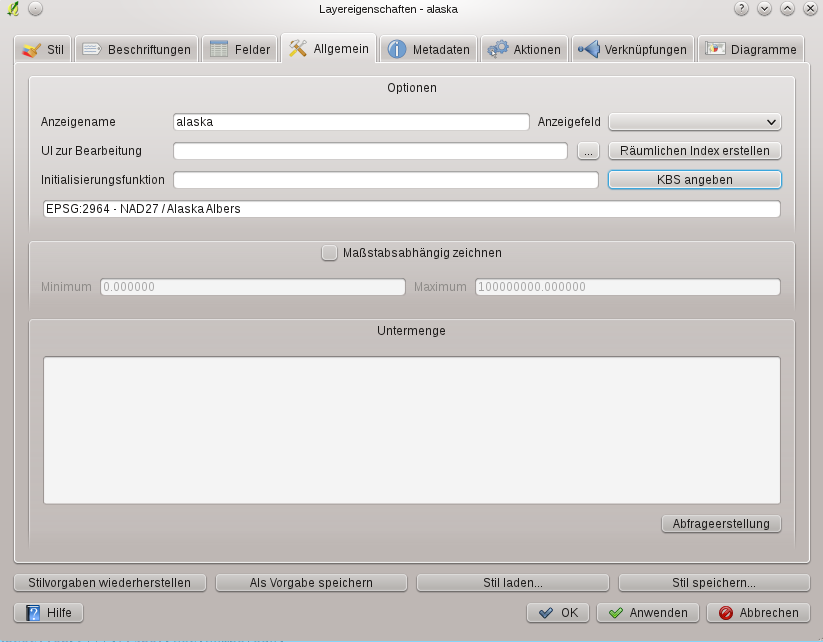 Layereigenschaften - alaska
Stil Beschriftungen Felder Allgemein Metadaten Aktionen Verknüpfungen Diagramme
Optionen
Anzeigename alaska Anzeigefeld
UI zur Bearbeitung ... Räumlichen Index erstellen
Initialisierungsfunktion KBS angeben
EPSG:2964 - NAD27 / Alaska Albers
Maßstabsabhängig zeichnen
Minimum 0.000000 Maximum 100000000.000000
Untermenge
Abfrageerstellung
Stilvorgaben wiederherstellen Als Vorgabe speichern Stil laden... Stil speichern...
Hilfe OK Anwenden Abbrechen